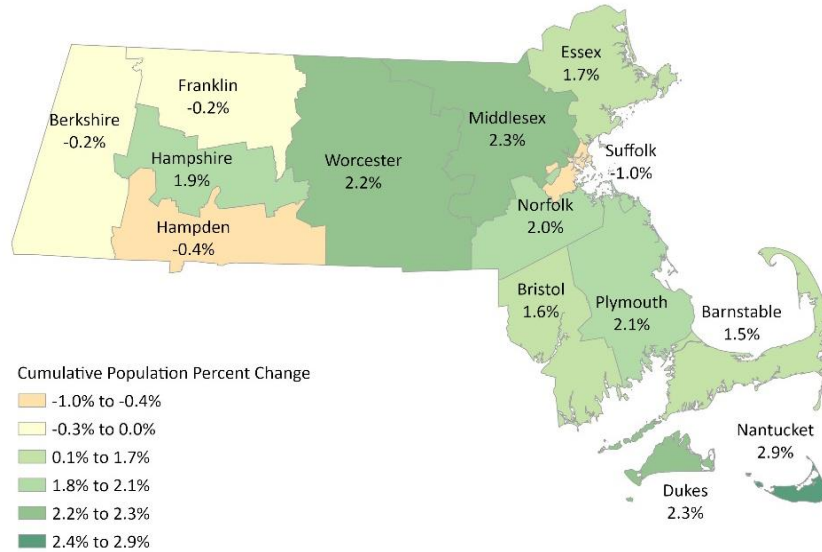 Essex
1.7%
Franklin
-0.2%
Berkshire
-0.2%
Middlesex
2.3%
Hampshire
1.9%
Worcester
2.2%
Suffolk
-1.0%
Norfolk
2.0%
Hampden
-0.4%
Bristol
1.6%
Plymouth
2.1%
Barnstable
1.5%
Nantucket
2.9%
Dukes
2.3%
Cumulative Population Percent Change
-1.0% to -0.4%
-0.3% to 0.0%
0.1% to 1.7%
1.8% to 2.1%
2.2% to 2.3%
2.4% to 2.9%